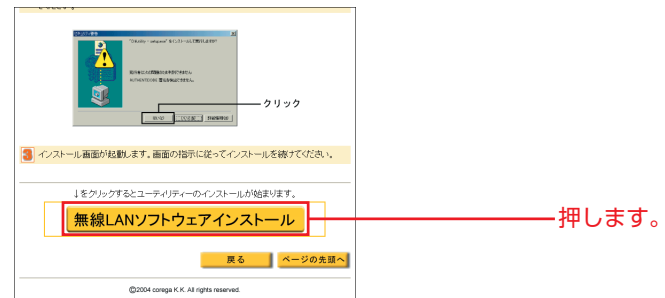 クリック
3 インストール画面が起動します。画面の指示に従ってインストールを続けてください。
↓をクリックするとユーティリティーのインストールが始まります。
無線LANソフトウェアインストール
押します。
戻る
ページの先頭へ
©2004 corega K.K. All rights reserved.